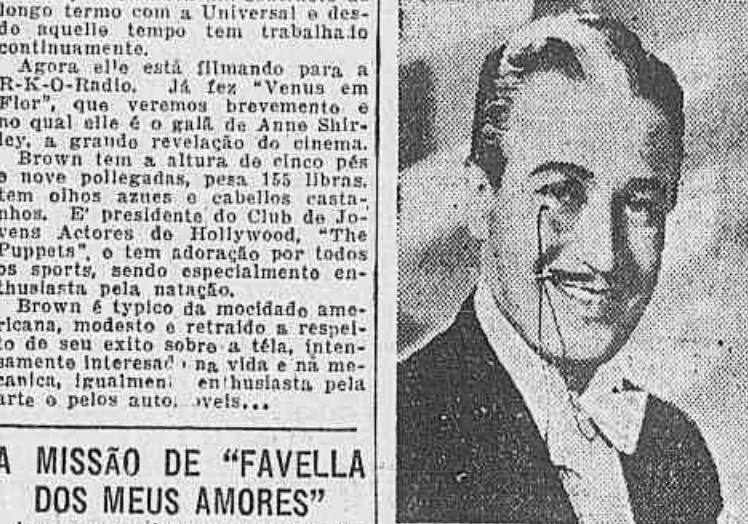 longo termo com a Universal e des-
de aquelle tempo tem trabalhado
continuamente.
Agora elle está filmando para a
R-K-O-Radio. Já fez "Venus em
Flor", que veremos brevemente e
no qual elle é o galã de Anne Shir-
ley, a grande revelação do cinema.
Brown tem a altura de cinco pés
e nove pollegadas, pesa 155 libras,
tem olhos azues e cabellos casta-
nhos. E' presidente do Club de Jo-
vens Actores de Hollywood, "The
Puppets", e tem adoração por todos
os sports, sendo especialmente en-
thusiasta pela natação.
Brown é typico da mocidade ame-
ricana, modesto e retraido a respei-
to de seu exito sobre a téla, inten-
samente na vida e na me-
canica, enthusiasta pela
arte e pelos
A MISSÃO DE "FAVELLA
DOS MEUS AMORES"